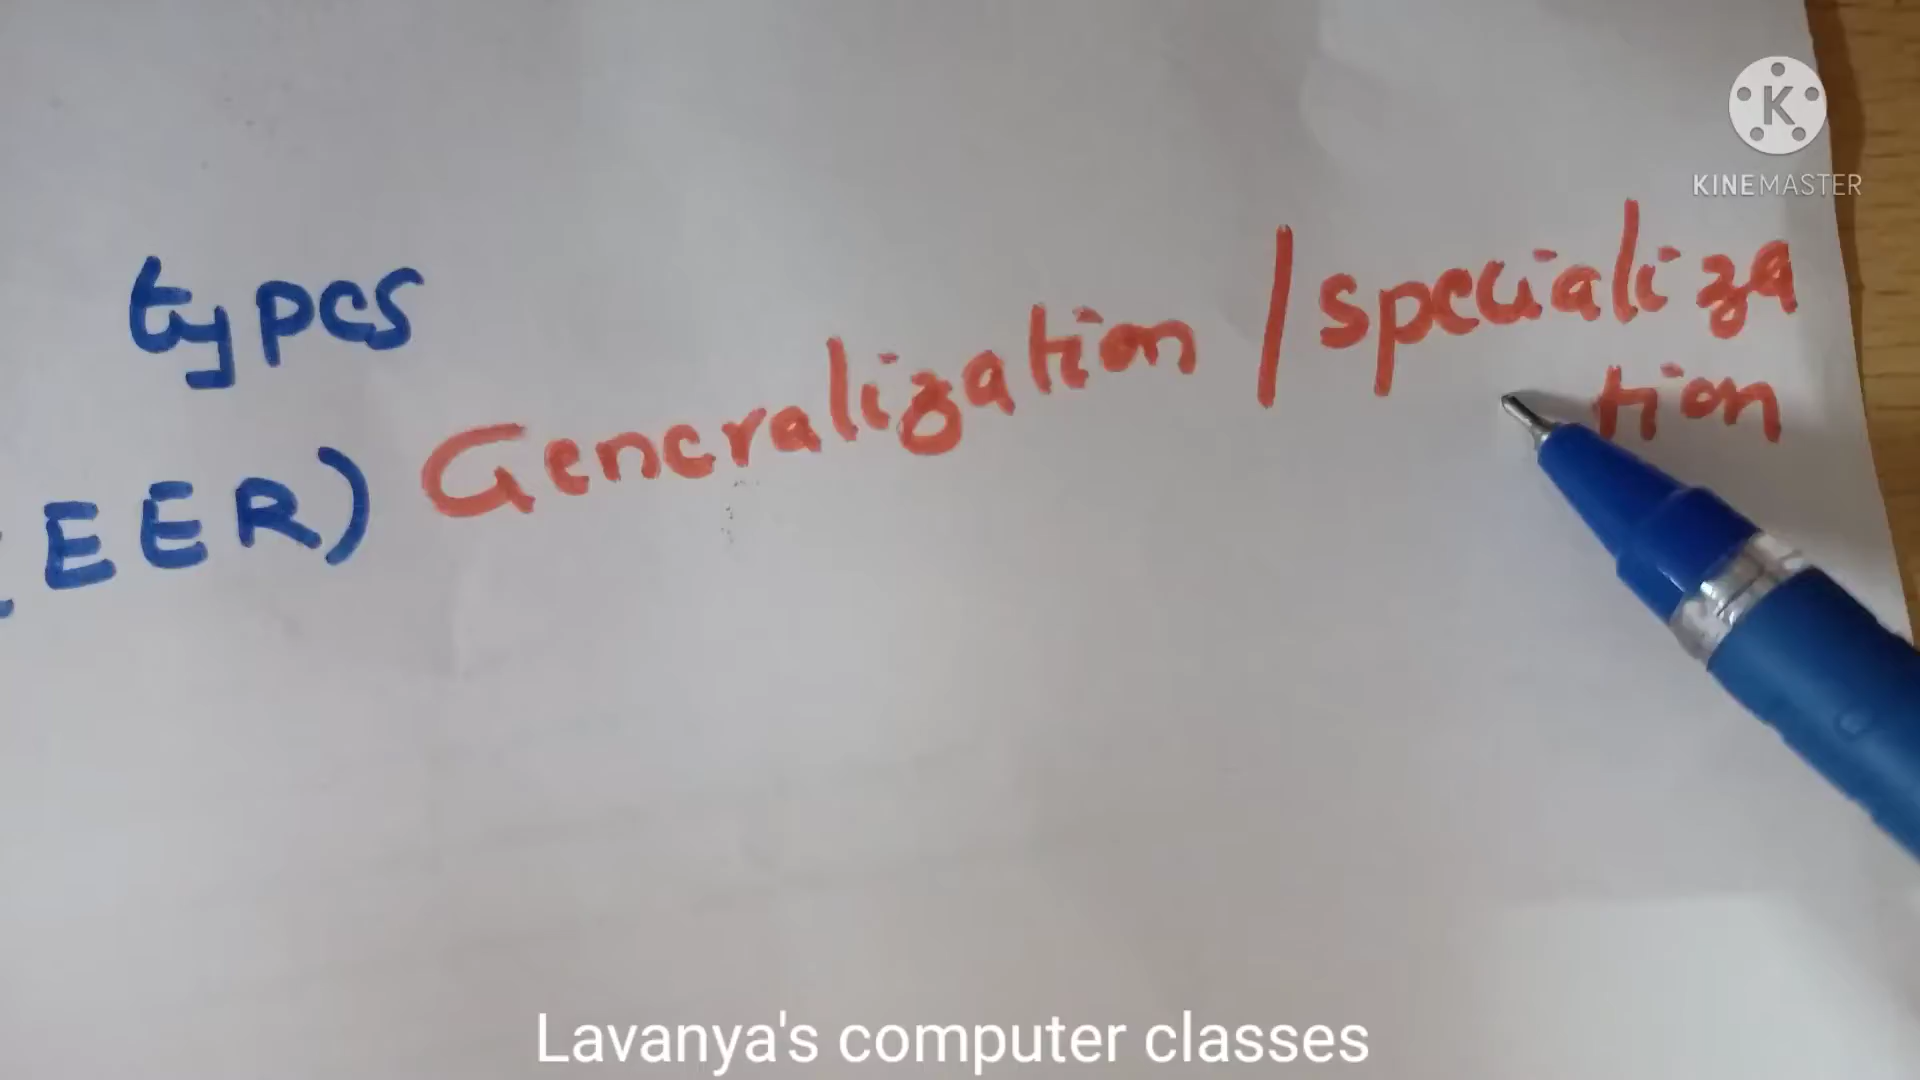 KINEMASTER
types
(EER) Generalization / specializa
tion
Lavanya's computer classes